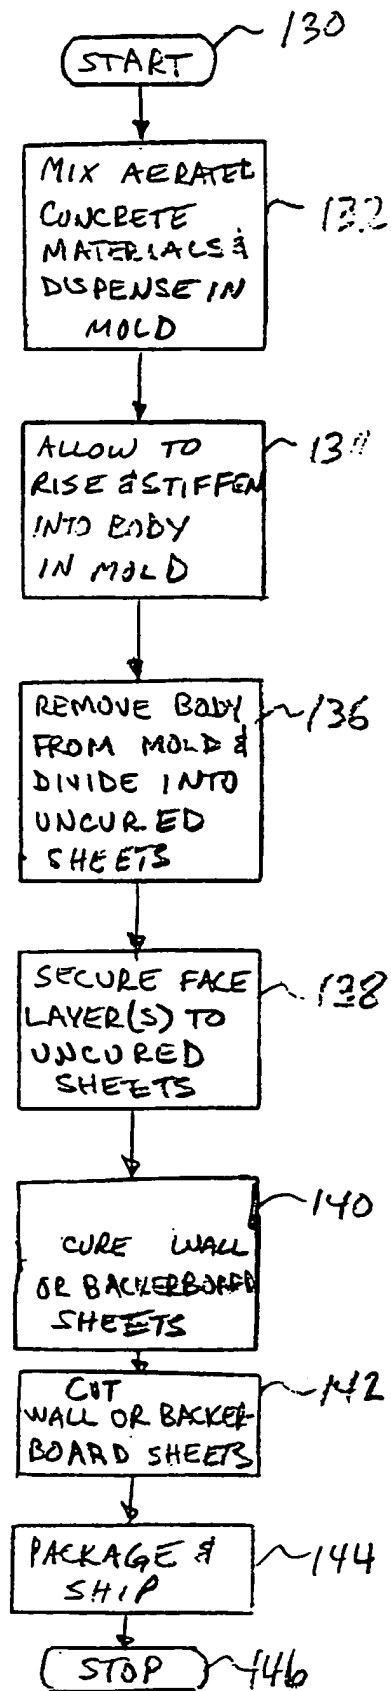 130
START
MIX AERATED
CONCRETE
MATERIALS &
DISPENSE IN
MOLD
132
ALLOW TO
RISE & STIFFEN
INTO BODY
IN MOLD
REMOVE BODY
FROM MOLD &
DIVIDE INTO
UNCURED
SHEETS
136
SECURE FACE
LAYER(S) TO
UNCURED
SHEETS
138
140
CURE WALL
OR BACKERBOARD
SHEETS
CUT
WALL OR BACKER-
BOARD SHEETS
142
PACKAGE &
SHIP
144
STOP
146